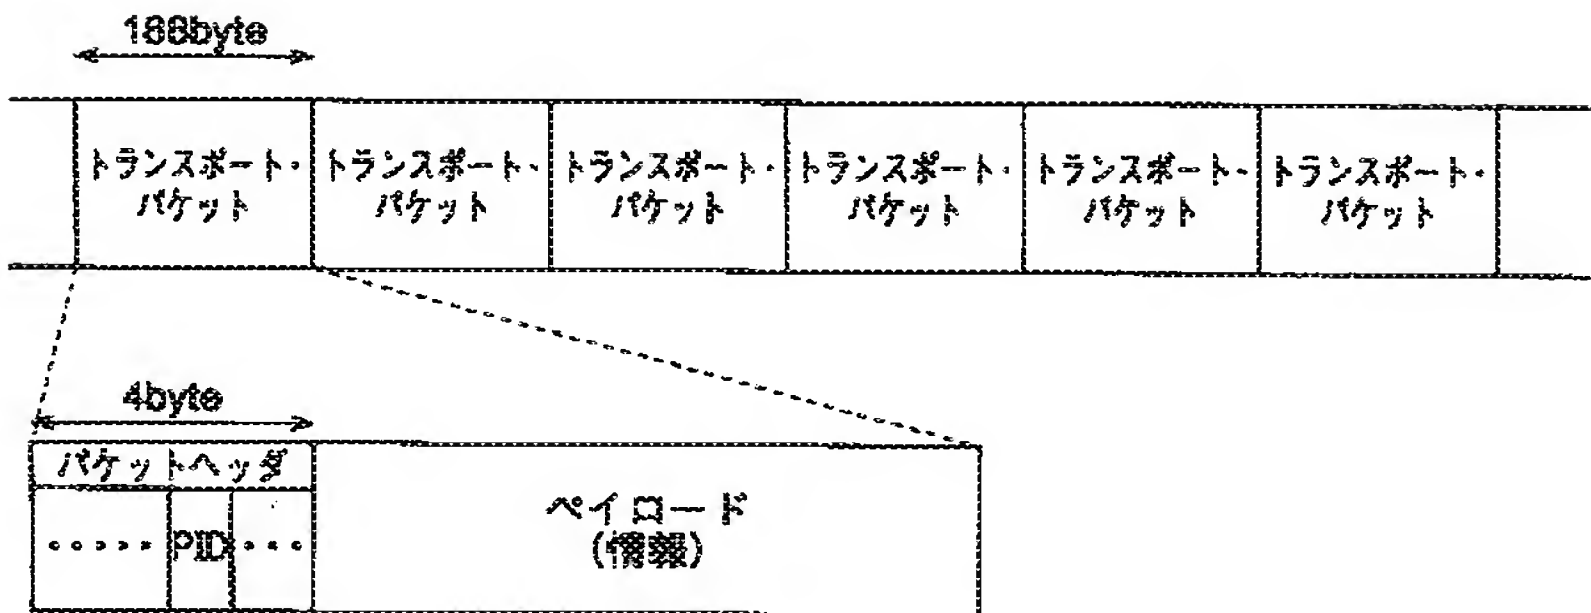 188byte
トランスポート・
パケット
トランスポート・
パケット
トランスポート・
パケット
トランスポート・
パケット
トランスポート・
パケット
トランスポート・
パケット
4byte
パケットヘッダ
・・・・・ PID ・・・
ペイロード
(情報)